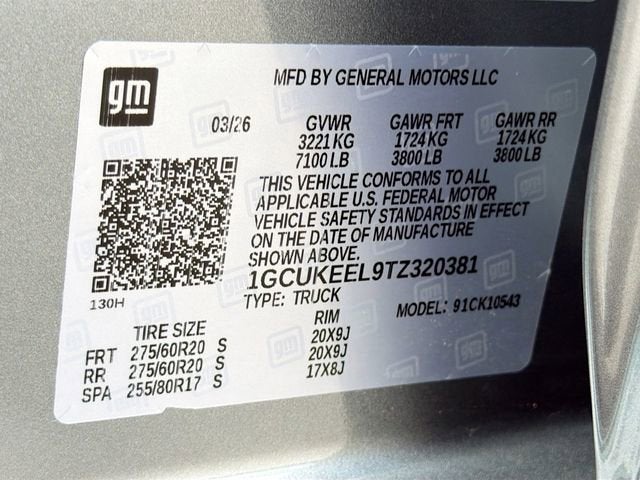 gm
MFD BY GENERAL MOTORS LLC
03/26 GVWR GAWR FRT GAWR RR
3221 KG 1724 KG 1724 KG
7100 LB 3800 LB 3800 LB
THIS VEHICLE CONFORMS TO ALL
APPLICABLE U.S. FEDERAL MOTOR
VEHICLE SAFETY STANDARDS IN EFFECT
ON THE DATE OF MANUFACTURE
SHOWN ABOVE.
1GCUKEEL9TZ320381
130H
TYPE: TRUCK MODEL: 91CK10543
TIRE SIZE RIM
FRT 275/60R20 S 20X9J
RR 275/60R20 S 20X9J
SPA 255/80R17 S 17X8J